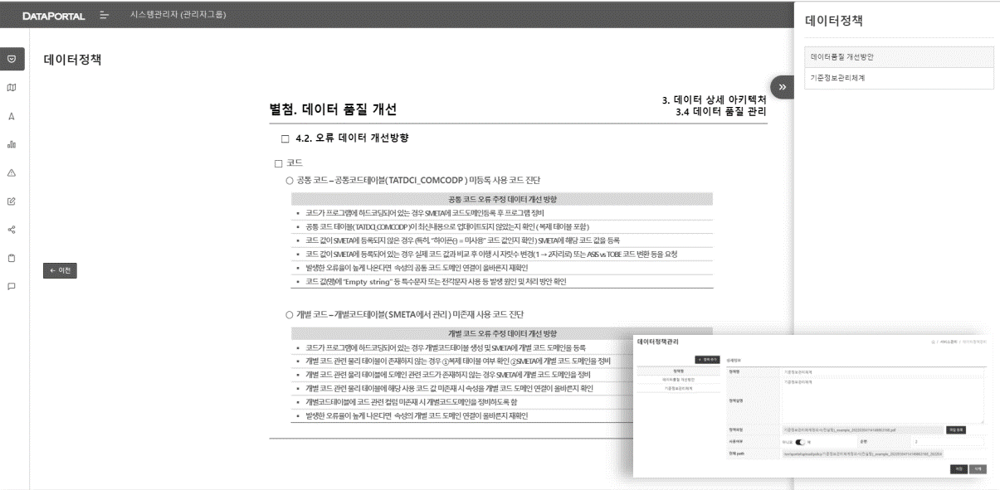 DATAPORTAL
시스템관리자 (관리자그룹)
데이터정책
데이터정책
데이터품질 개선방안
기준정보관리체계
별첨. 데이터 품질 개선
3. 데이터 상세 아키텍처
3.4 데이터 품질 관리
4.2. 오류 데이터 개선방향
코드
공통 코드 – 공통코드테이블( TATDCI_COMCODP ) 미등록 사용 코드 진단
공통 코드 오류 추정 데이터 개선 방향
코드가 프로그램에 하드코딩되어 있는 경우 SMETA에 코드도메인등록 후 프로그램 정비
공통 코드 테이블( TATDCI_COMCODP )이 최신내용으로 업데이트되지 않았는지 확인 ( 복제 테이블 포함 )
코드 값이 SMETA에 등록되지 않은 경우 (특히, "하이픈(-) = 미사용" 코드 값인지 확인 ) SMETA에 해당 코드 값을 등록
코드 값이 SMETA에 등록되어 있는 경우 실제 코드 값과 비교 후 이행 시 자릿수 변경( 1 → 2자리로) 또는 ASIS vs TOBE 코드 변환 등을 요청
발생한 오류율이 높게 나온다면 속성의 공통 코드 도메인 연결이 올바른지 재확인
코드 값(명)에 "Empty string" 등 특수문자 또는 전각문자 사용 등 발생 원인 및 처리 방안 확인
← 이전
개별 코드 – 개별코드테이블( SMETA에서 관리 ) 미존재 사용 코드 진단
개별 코드 오류 추정 데이터 개선 방향
코드가 프로그램에 하드코딩되어 있는 경우 개별코드테이블 생성 및 SMETA에 개별 코드 도메인을 등록
개별 코드 관련 물리 테이블이 존재하지 않는 경우 ①복제 테이블 여부 확인 ②SMETA에 개별 코드 도메인을 정비
개별 코드 관련 물리 테이블에 도메인 관련 코드가 존재하지 않는 경우 SMETA에 개별 코드 도메인을 정비
개별 코드 관련 물리 테이블에 해당 사용 코드 값 미존재 시 속성을 개별 코드 도메인 연결이 올바른지 확인
개별코드테이블에 코드 관련 컬럼 미존재 시 개별코드도메인을 정비하도록 함
발생한 오류율이 높게 나온다면 속성의 개별 코드 도메인 연결이 올바른지 재확인
데이터정책관리
/ 서비스관리 / 데이터정책관리
+ 정책 추가
상세정보
정책명
데이터품질 개선방안
기준정보관리체계
정책명
기준정보관리체계
정책설명
기준정보관리체계
정책파일
파일 등록
사용여부
아니요
예
순번
2
전체 path
저장
삭제